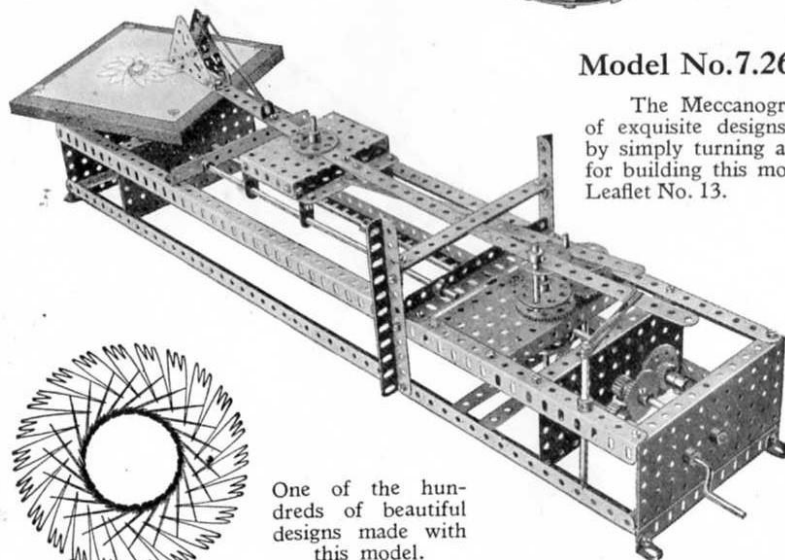 Model No.7.26
The Meccanogr
of exquisite designs
by simply turning a
for building this mo
Leaflet No. 13.
One of the hun-
dreds of beautiful
designs made with
this model.